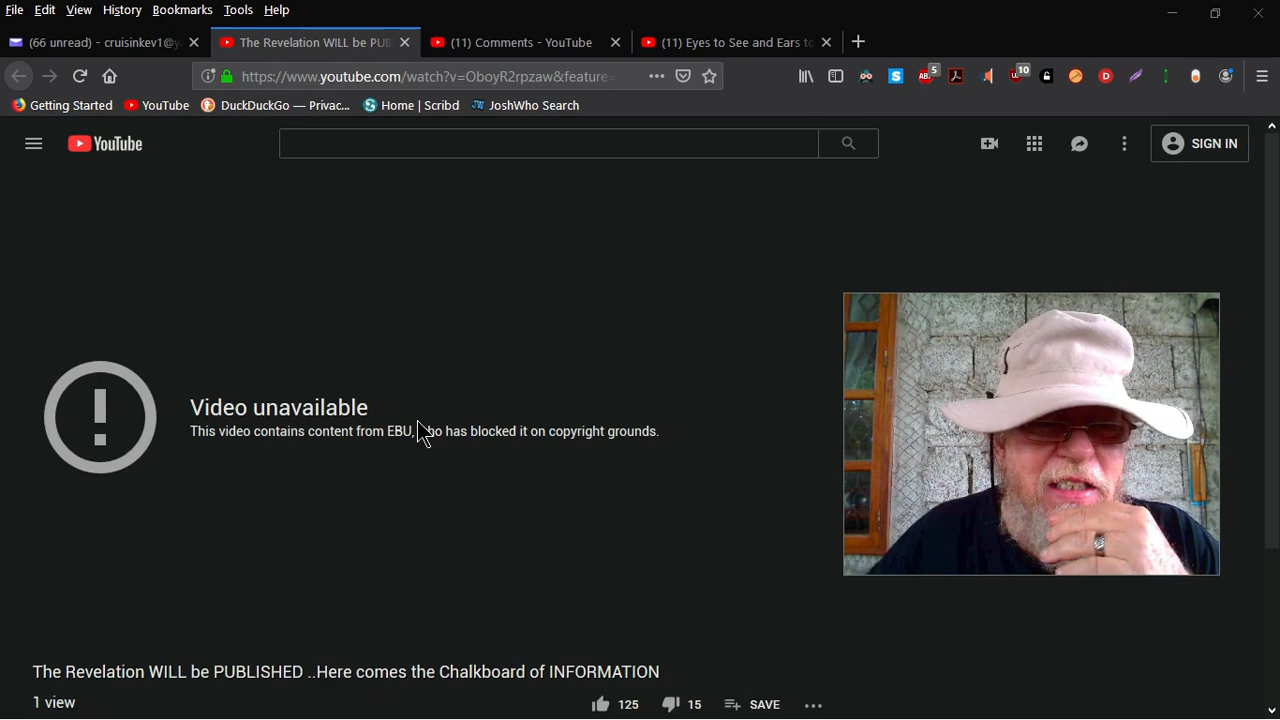 File Edit View History Bookmarks Tools Help
(66 unread) - cruisinkev1@y
The Revelation WILL be PUB
(11) Comments - YouTube
(11) Eyes to See and Ears to
https://www.youtube.com/watch?v=OboyR2rpzaw&feature=
5
10
Getting Started
YouTube
DuckDuckGo — Privac...
Home | Scribd
JoshWho Search
YouTube
SIGN IN
Video unavailable
This video contains content from EBU, has blocked it on copyright grounds.
The Revelation WILL be PUBLISHED ..Here comes the Chalkboard of INFORMATION
1 view
125
15
SAVE